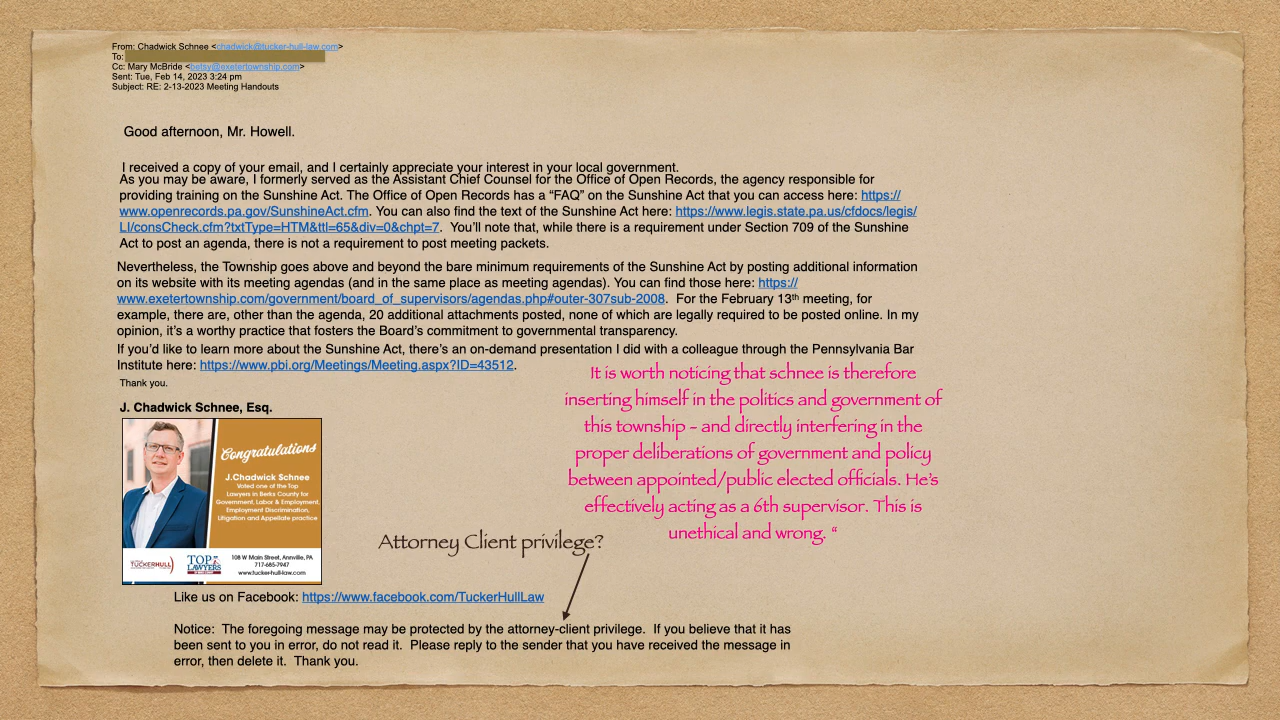 From: Chadwick Schnee <chadwick@tucker-hull-law.com>
To:
Cc: Mary McBride <betsy@exetertownship.com>
Sent: Tue, Feb 14, 2023 3:24 pm
Subject: RE: 2-13-2023 Meeting Handouts
Good afternoon, Mr. Howell.
I received a copy of your email, and I certainly appreciate your interest in your local government.
As you may be aware, I formerly served as the Assistant Chief Counsel for the Office of Open Records, the agency responsible for
providing training on the Sunshine Act. The Office of Open Records has a “FAQ” on the Sunshine Act that you can access here: https://
www.openrecords.pa.gov/SunshineAct.cfm. You can also find the text of the Sunshine Act here: https://www.legis.state.pa.us/cfdocs/legis/
LI/consCheck.cfm?txtType=HTM&ttl=65&div=0&chpt=7.  You’ll note that, while there is a requirement under Section 709 of the Sunshine
Act to post an agenda, there is not a requirement to post meeting packets.
Nevertheless, the Township goes above and beyond the bare minimum requirements of the Sunshine Act by posting additional information
on its website with its meeting agendas (and in the same place as meeting agendas). You can find those here: https://
www.exetertownship.com/government/board_of_supervisors/agendas.php#outer-307sub-2008.  For the February 13th meeting, for
example, there are, other than the agenda, 20 additional attachments posted, none of which are legally required to be posted online. In my
opinion, it’s a worthy practice that fosters the Board’s commitment to governmental transparency.
If you’d like to learn more about the Sunshine Act, there’s an on-demand presentation I did with a colleague through the Pennsylvania Bar
Institute here: https://www.pbi.org/Meetings/Meeting.aspx?ID=43512.
Thank you.
It is worth noticing that schnee is therefore
inserting himself in the politics and government of
this township - and directly interfering in the
proper deliberations of government and policy
between appointed/public elected officials. He’s
effectively acting as a 6th supervisor. This is
unethical and wrong. “
J. Chadwick Schnee, Esq.
Congratulations
J.Chadwick Schnee
Voted one of the Top
Lawyers in Berks County for
Government, Labor & Employment,
Employment Discrimination,
Litigation and Appellate practice
TUCKERHULL
TOP
LAWYERS
108 W Main Street, Annville, PA
717-685-7947
www.tucker-hull-law.com
Attorney Client privilege?
Like us on Facebook: https://www.facebook.com/TuckerHullLaw
Notice:  The foregoing message may be protected by the attorney-client privilege.  If you believe that it has
been sent to you in error, do not read it.  Please reply to the sender that you have received the message in
error, then delete it.  Thank you.